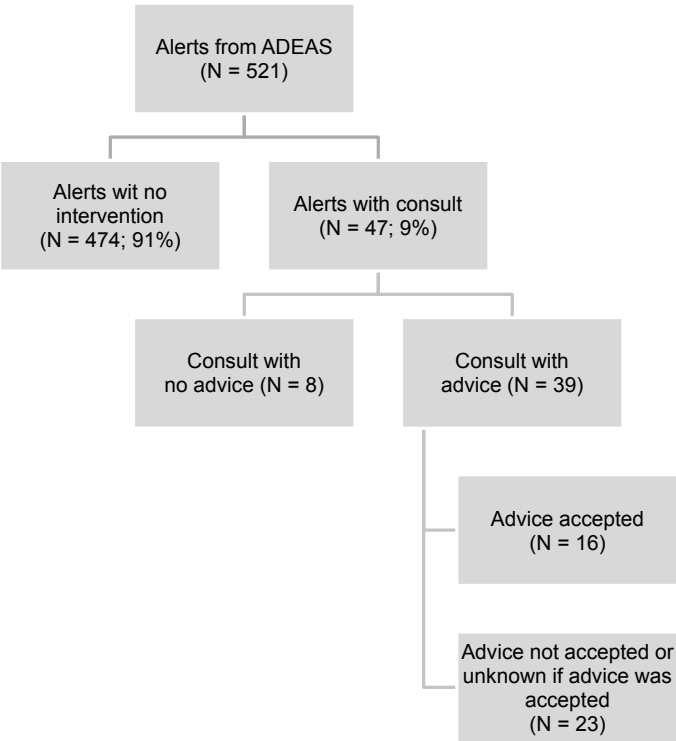 Alerts from ADEAS
(N = 521)
Alerts wit no
intervention
(N = 474; 91%)
Alerts with consult
(N = 47; 9%)
Consult with
no advice (N = 8)
Consult with
advice (N = 39)
Advice accepted
(N = 16)
Advice not accepted or
unknown if advice was
accepted
(N = 23)